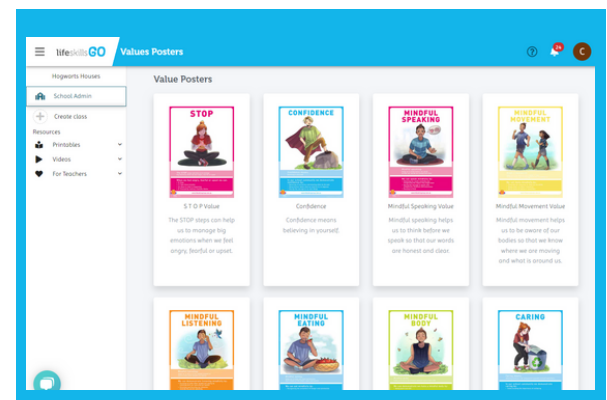 lifeskillsGO
Values Posters
24
C
Hogwarts Houses
School Admin
Create class
Resources
Printables
Videos
For Teachers
Value Posters
STOP
CONFIDENCE
MINDFUL
SPEAKING
MINDFUL
MOVEMENT
S T O P Value
Confidence
Mindful Speaking Value
Mindful Movement Value
The STOP steps can help
us to manage big
emotions when we feel
angry, fearful or upset.
Confidence means
believing in yourself.
Mindful speaking helps
us to think before we
speak so that our words
are honest and clear.
Mindful movement helps
us to be aware of our
bodies so that we know
where we are moving
and what is around us.
MINDFUL
LISTENING
MINDFUL
EATING
MINDFUL
BODY
CARING